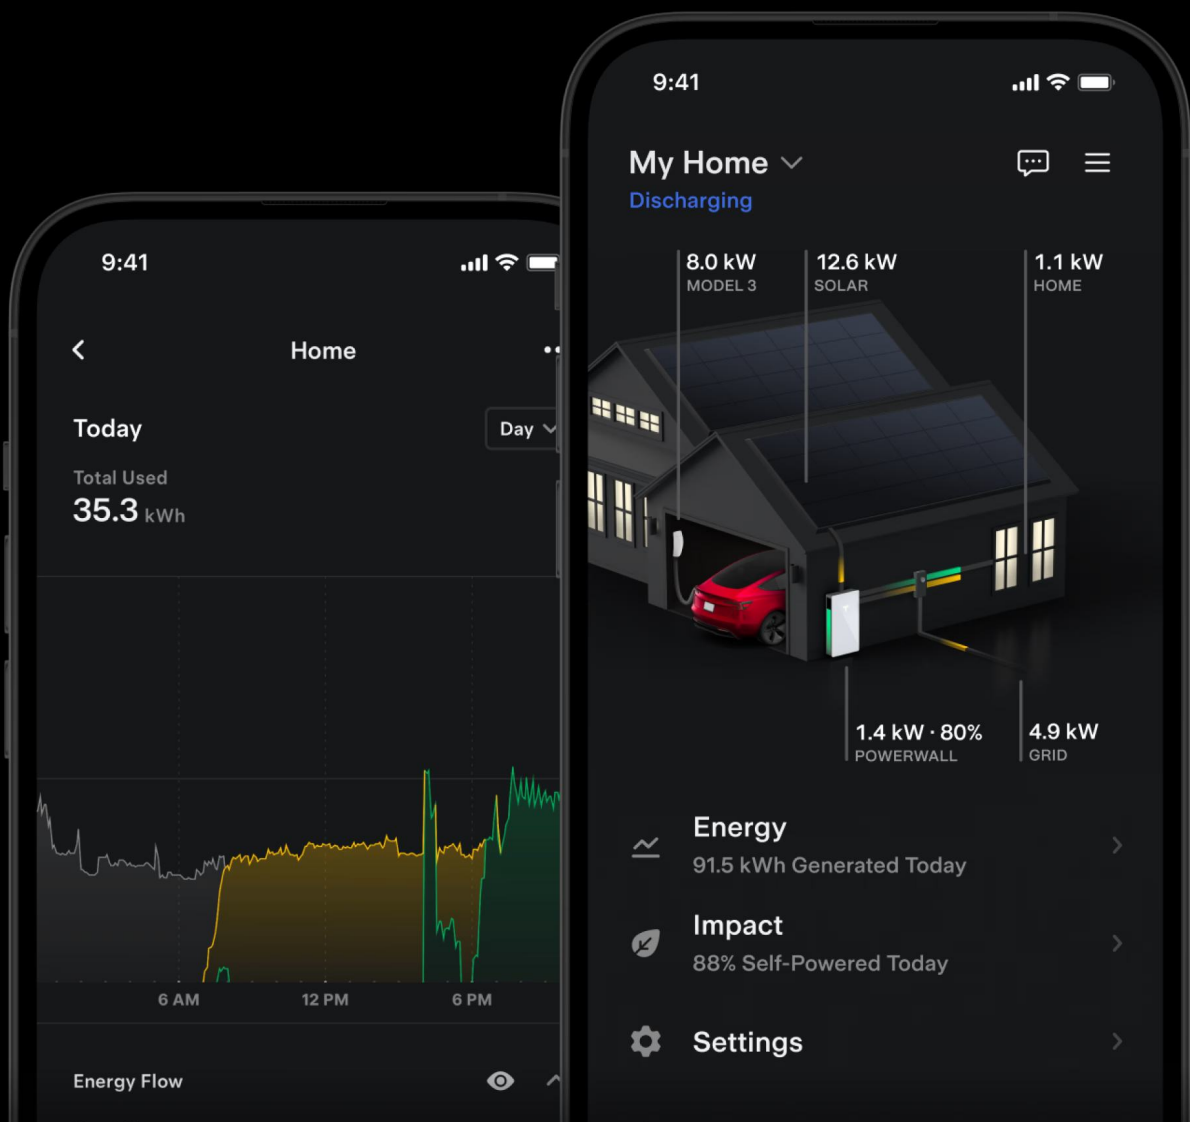 9:41
Home
Today
Day
Total Used
35.3 kWh
6 AM 12 PM 6 PM
Energy Flow
9:41
My Home
Discharging
8.0 kW
MODEL 3
12.6 kW
SOLAR
1.1 kW
HOME
1.4 kW · 80%
POWERWALL
4.9 kW
GRID
Energy
91.5 kWh Generated Today
Impact
88% Self-Powered Today
Settings